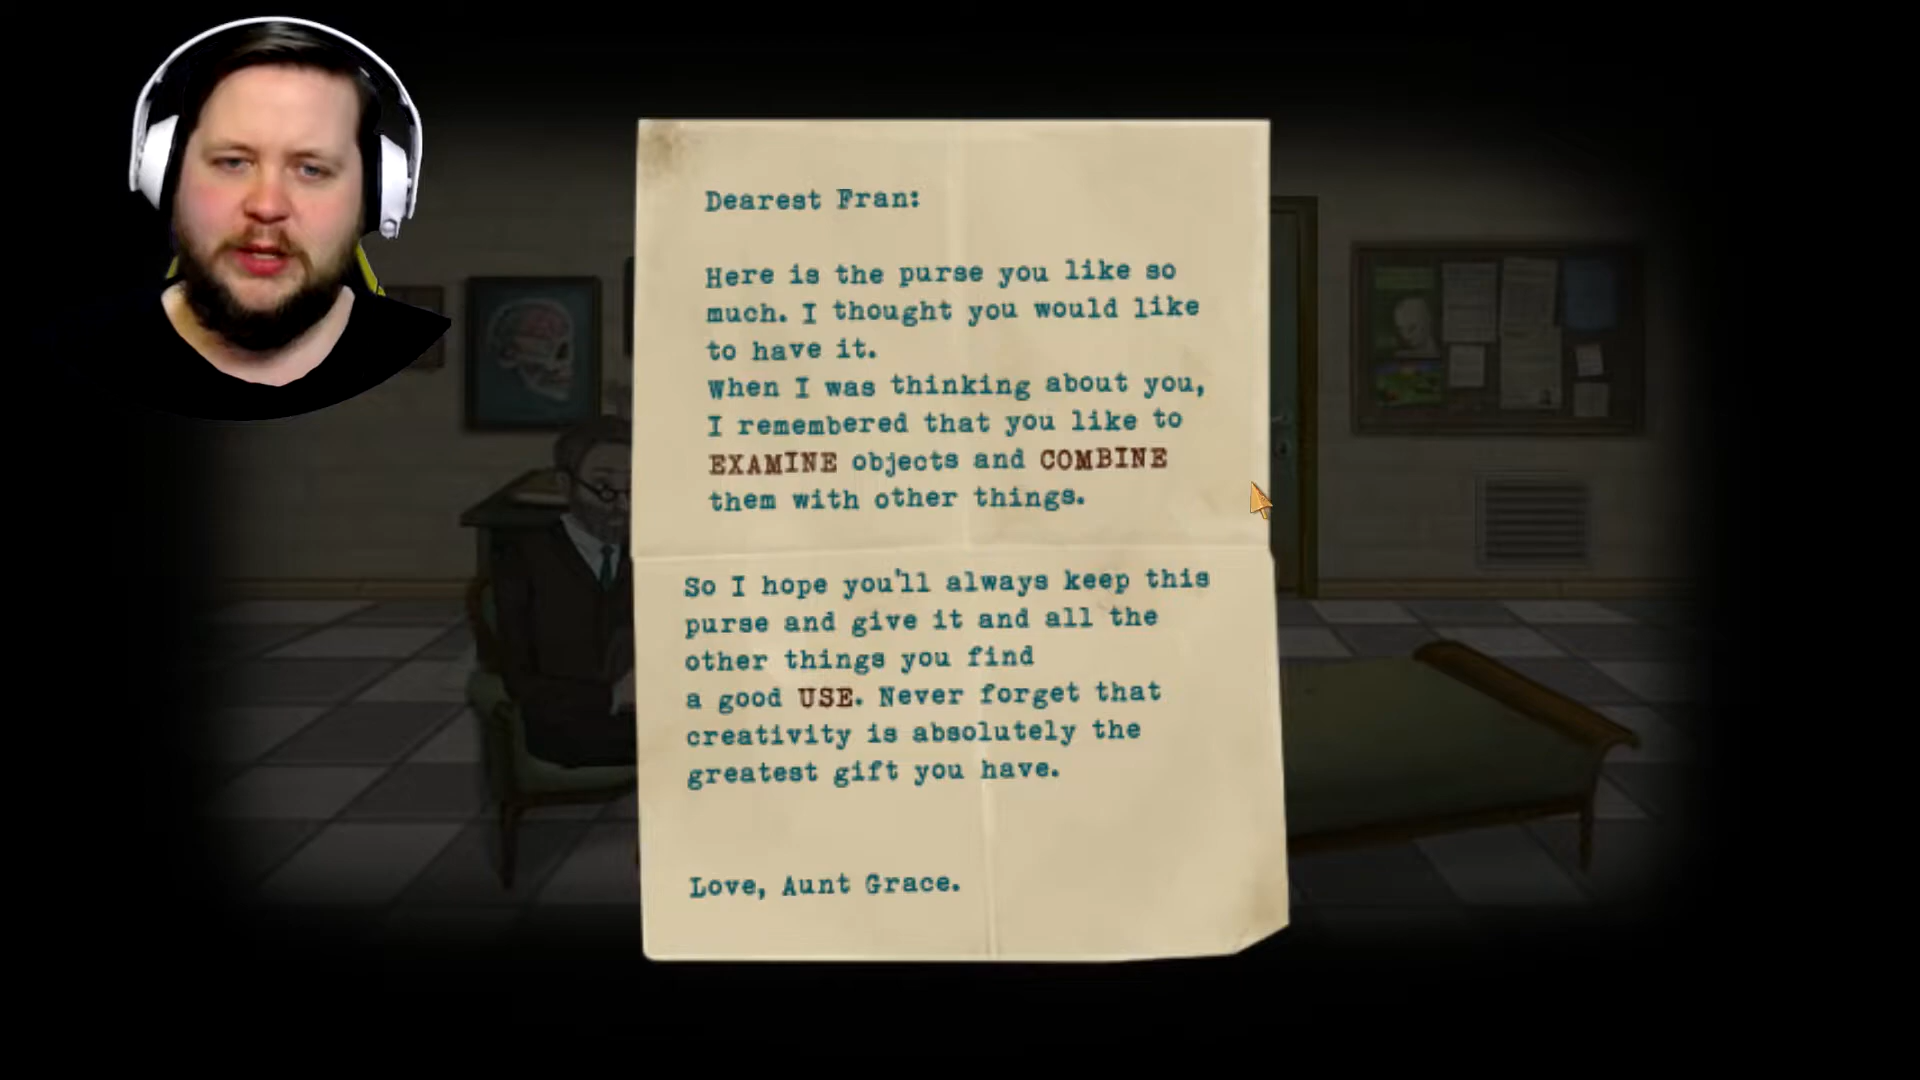 Dearest Fran:
Here is the purse you like so
much. I thought you would like
to have it.
When I was thinking about you,
I remembered that you like to
EXAMINE objects and COMBINE
them with other things.
So I hope you'll always keep this
purse and give it and all the
other things you find
a good USE. Never forget that
creativity is absolutely the
greatest gift you have.
Love, Aunt Grace.